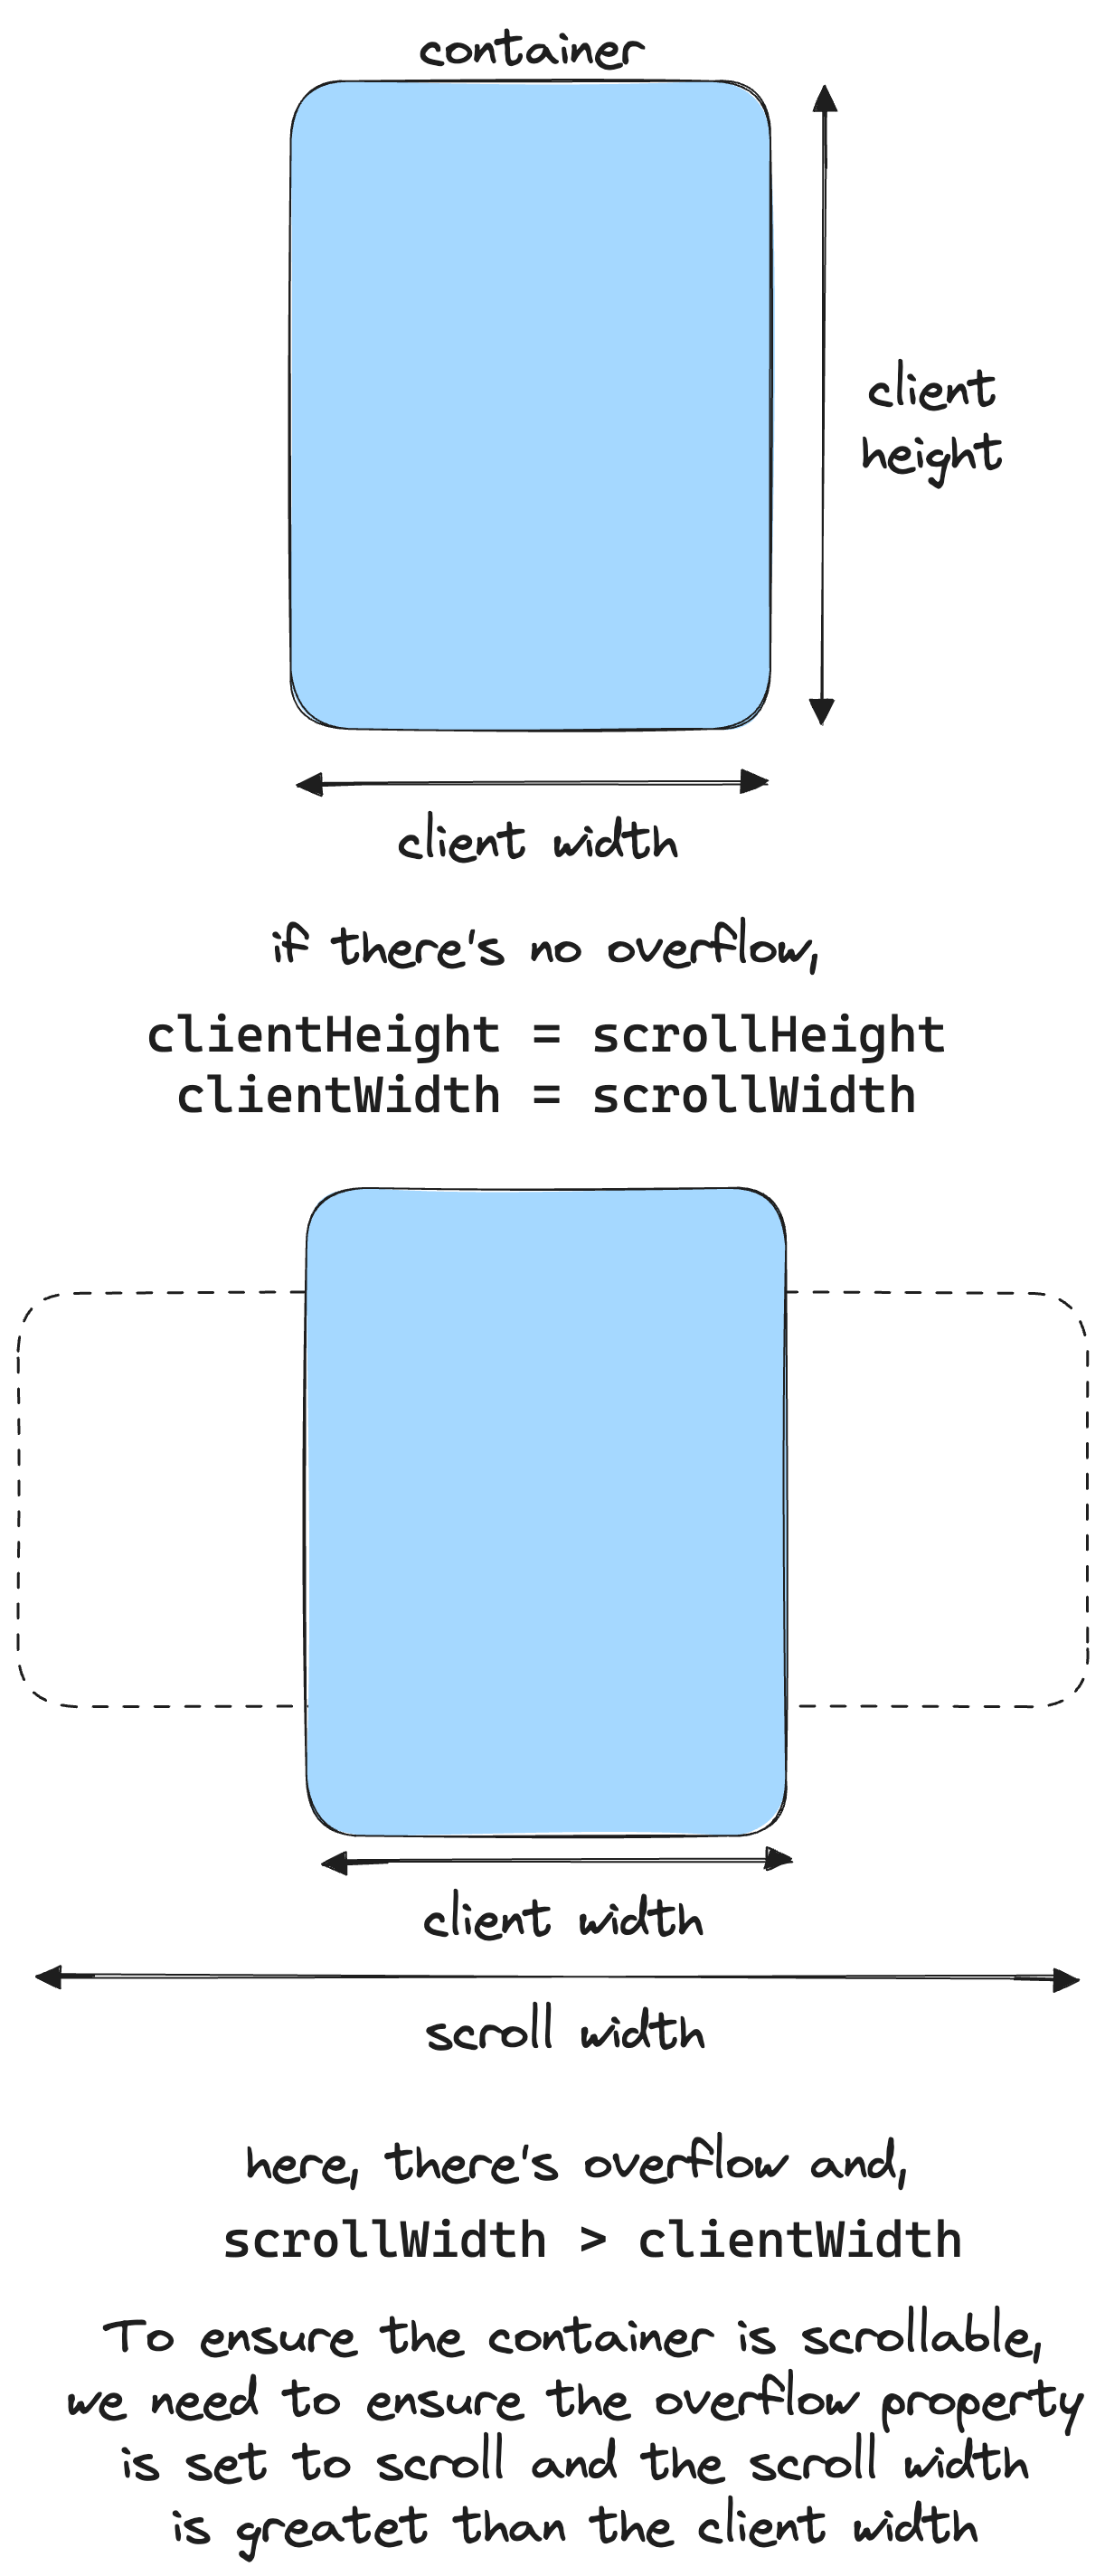 container
client
height
client width
if there's no overflow,
clientHeight = scrollHeight
clientWidth = scrollWidth
client width
scroll width
here, there's overflow and,
scrollWidth > clientWidth
To ensure the container is scrollable,
we need to ensure the overflow property
is set to scroll and the scroll width
is greatet than the client width